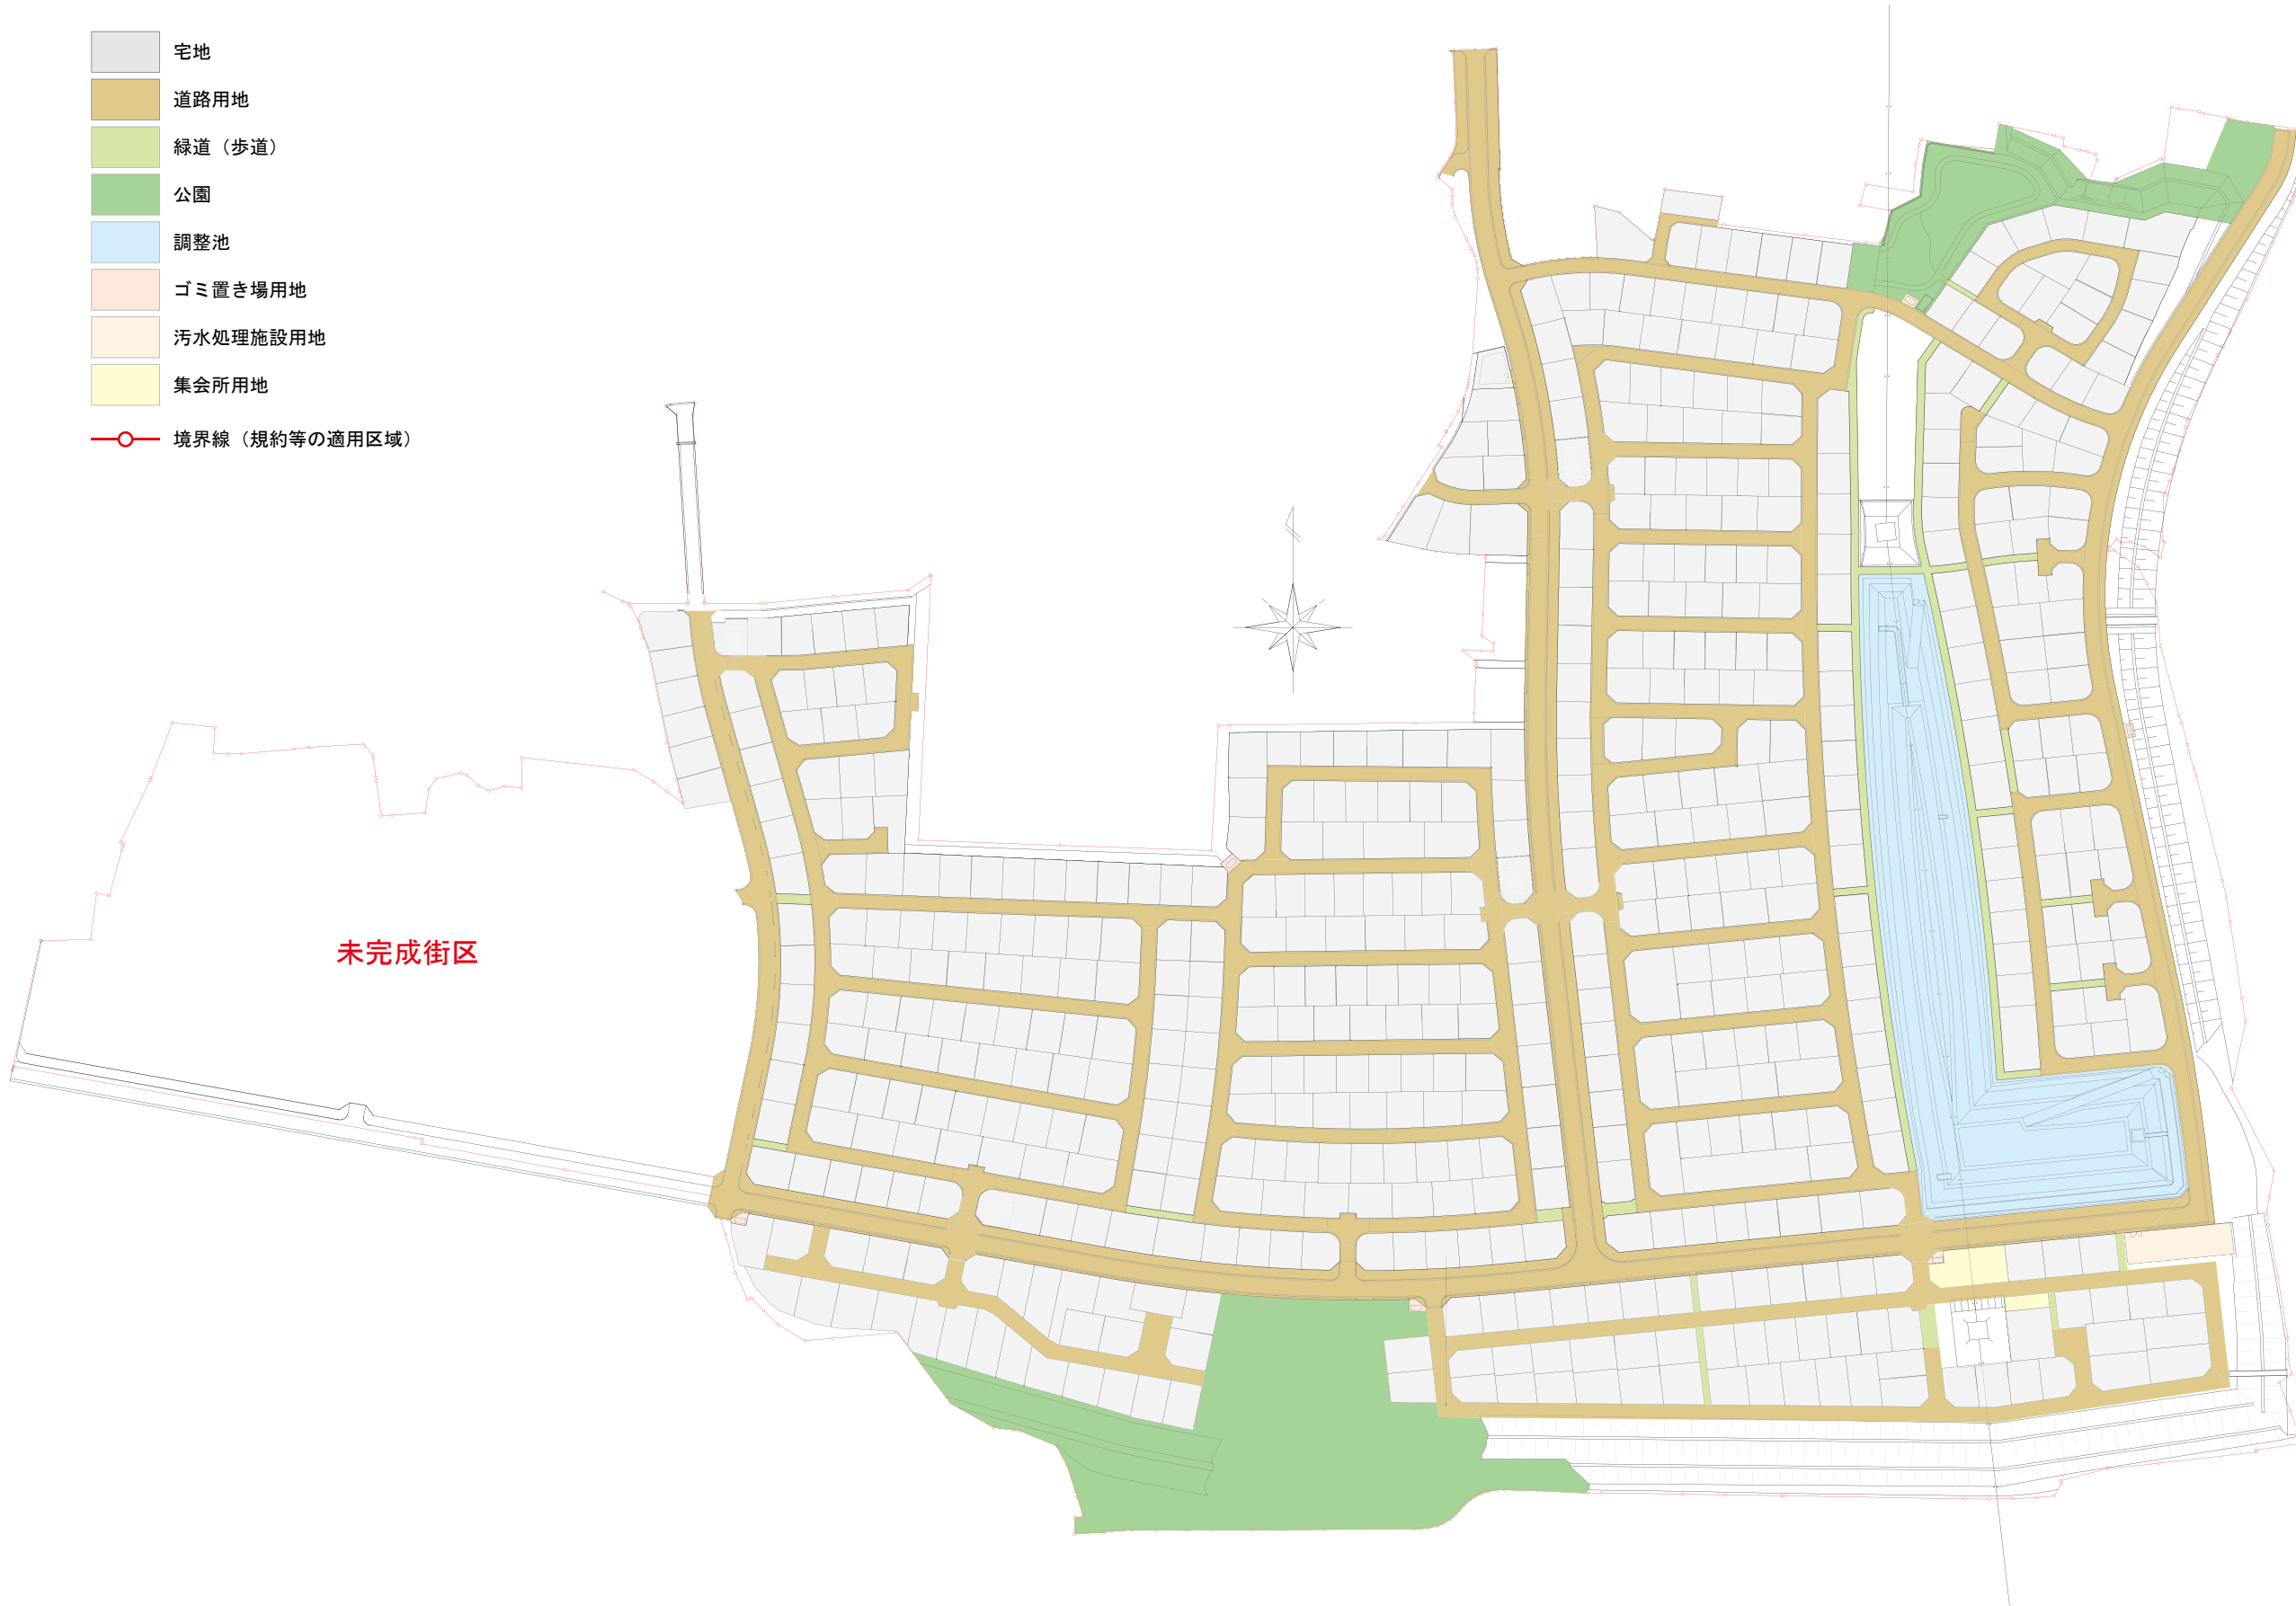 宅地
道路用地
緑道（歩道）
公園
調整池
ゴミ置き場用地
汚水処理施設用地
集会所用地
境界線（規約等の適用区域）
未完成街区